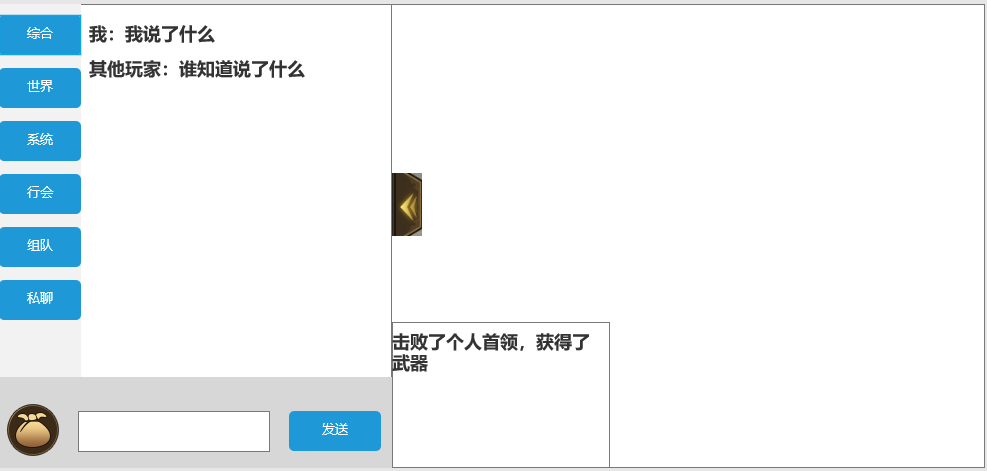 综合
世界
系统
行会
组队
私聊
我：我说了什么
其他玩家：谁知道说了什么
击败了个人首领，获得了
武器
发送